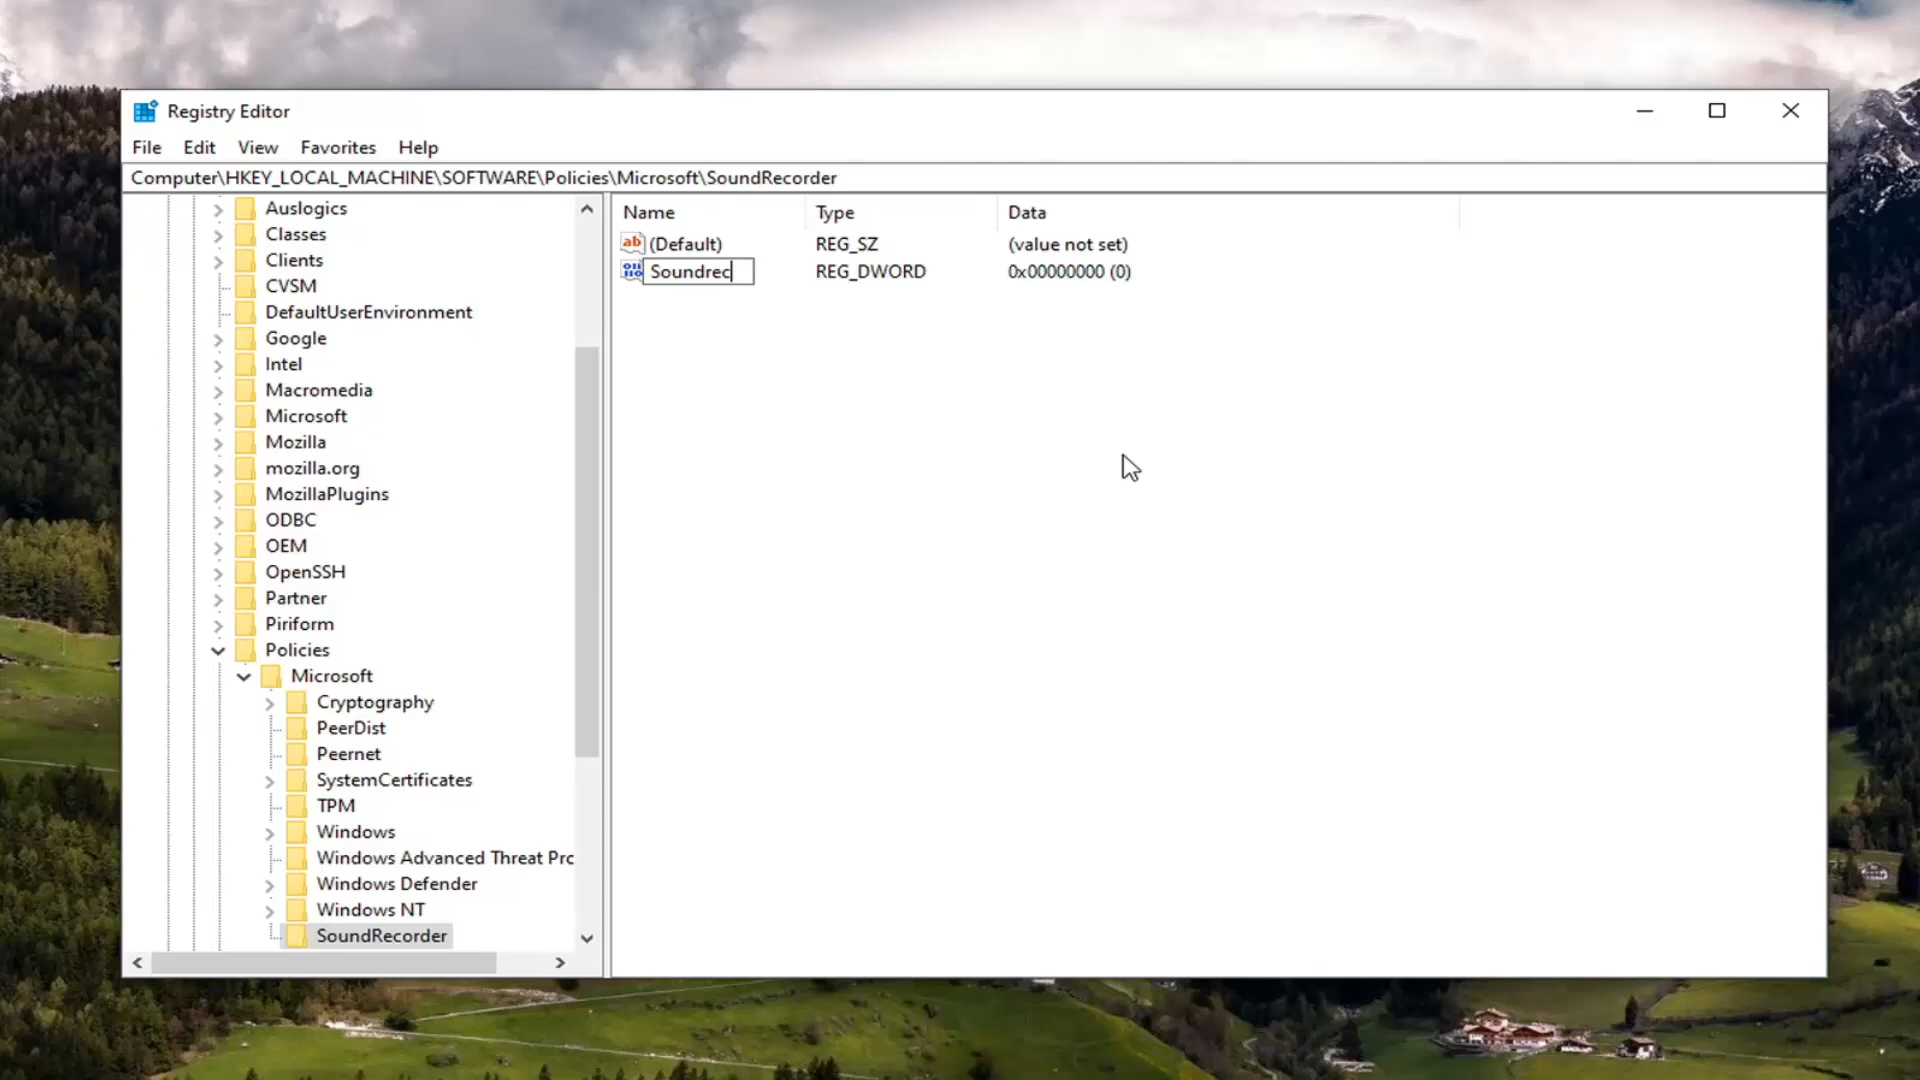 Registry Editor
File Edit View Favorites Help
Computer\HKEY_LOCAL_MACHINE\SOFTWARE\Policies\Microsoft\SoundRecorder
Auslogics
Classes
Clients
CVSM
DefaultUserEnvironment
Google
Intel
Macromedia
Microsoft
Mozilla
mozilla.org
MozillaPlugins
ODBC
OEM
OpenSSH
Partner
Piriform
Policies
Microsoft
Cryptography
PeerDist
Peernet
SystemCertificates
TPM
Windows
Windows Advanced Threat Prc
Windows Defender
Windows NT
SoundRecorder
Name Type Data
(Default) REG_SZ (value not set)
Soundrec REG_DWORD 0x00000000 (0)